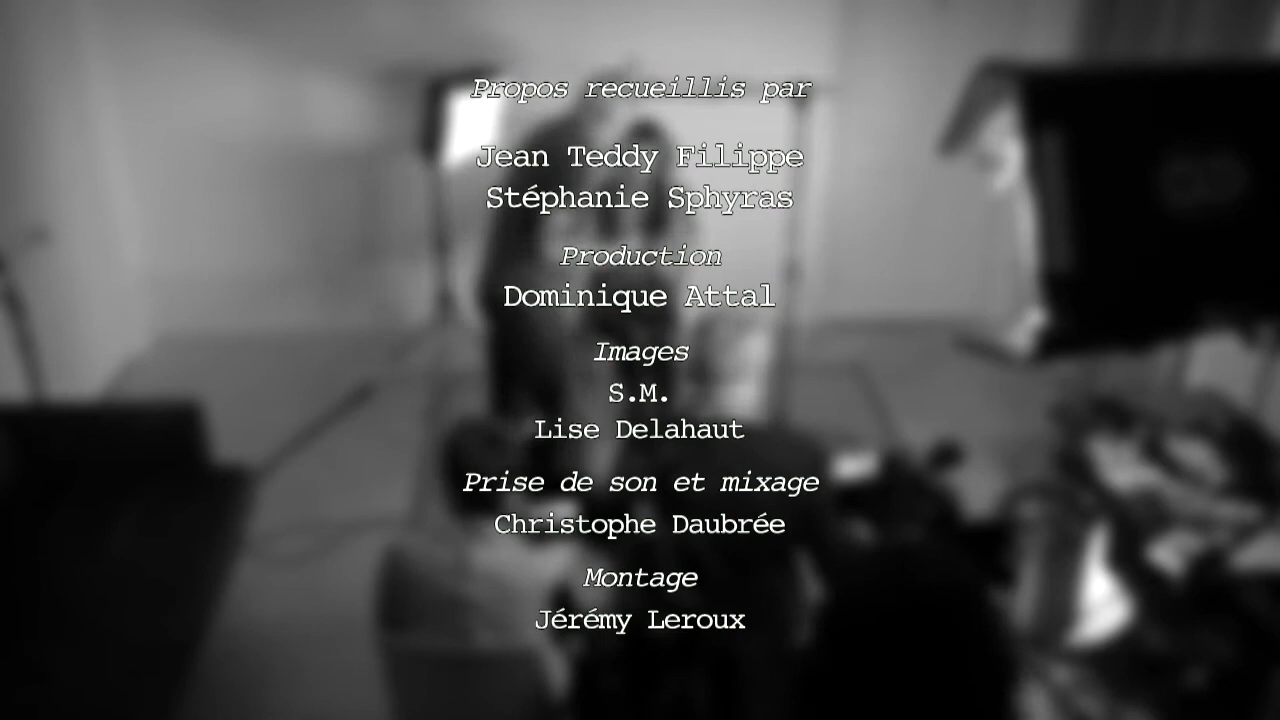 Propos recueillis par
Jean Teddy Filippe
Stéphanie Sphyras
Production
Dominique Attal
Images
S.M.
Lise Delahaut
Prise de son et mixage
Christophe Daubrée
Montage
Jérémy Leroux